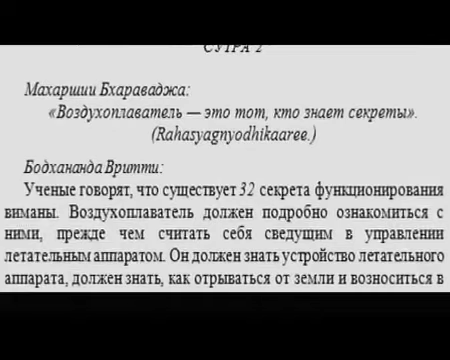 СУТРА 2
Махаршии Бхараваджа:
«Воздухоплаватель — это тот, кто знает секреты».
(Rahasyagnyodhikaaree.)
Бодхананда Вритти:
Ученые говорят, что существует 32 секрета функционирования
виманы. Воздухоплаватель должен подробно ознакомиться с
ними, прежде чем считать себя сведущим в управлении
летательным аппаратом. Он должен знать устройство летательного
аппарата, должен знать, как отрываться от земли и возноситься в